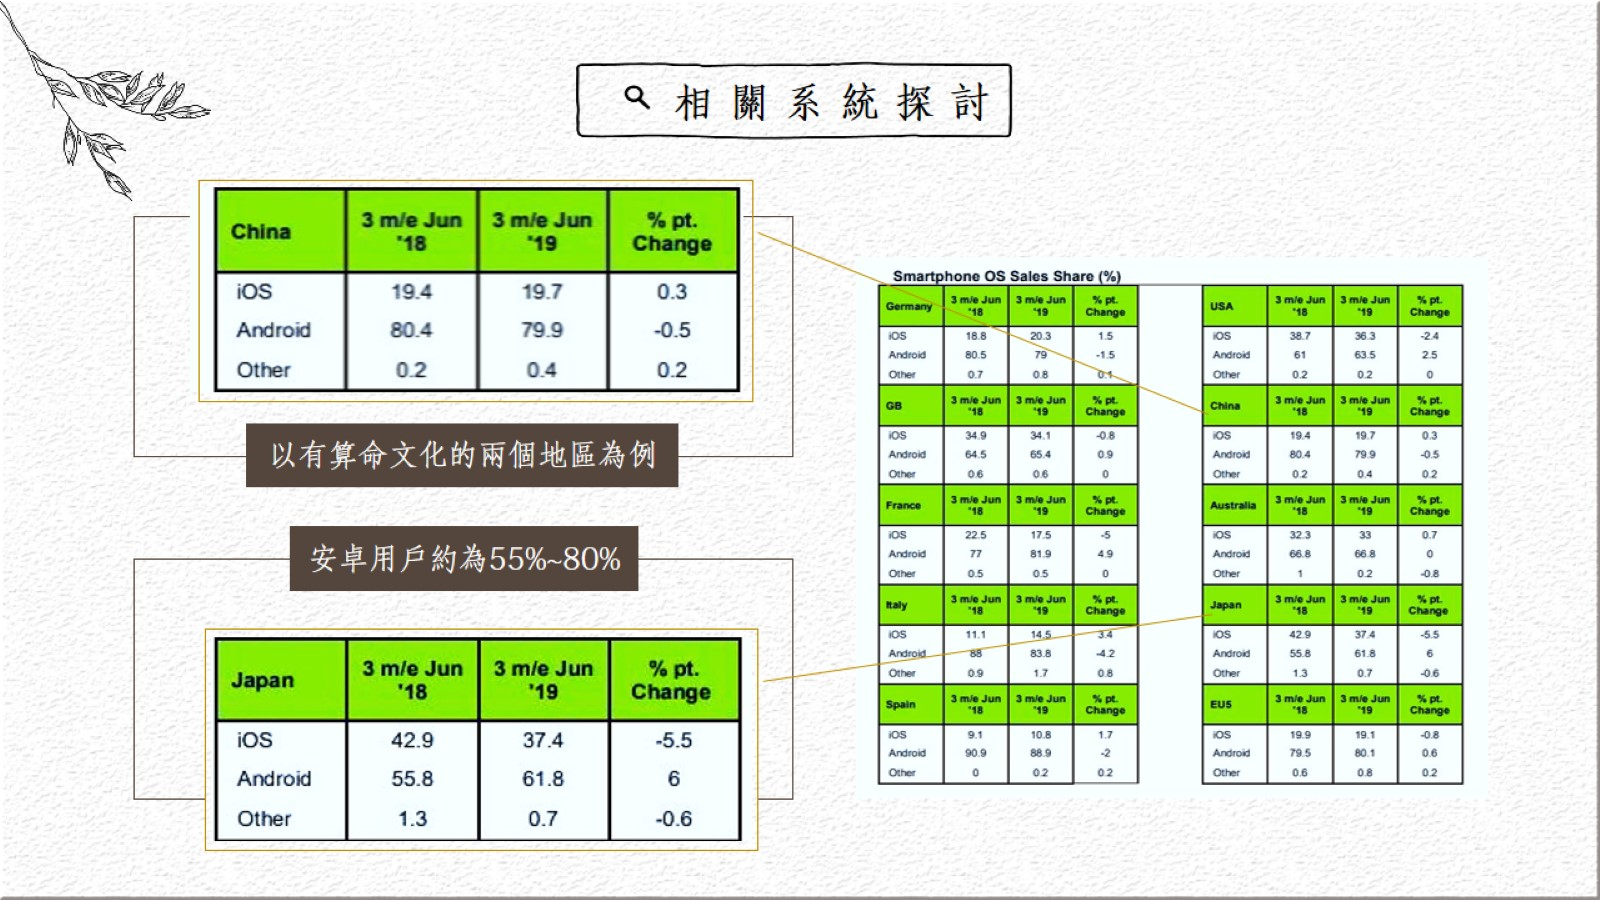 相關系統探討
China 3 m/e Jun '18 3 m/e Jun '19 % pt. Change
iOS 19.4 19.7 0.3
Android 80.4 79.9 -0.5
Other 0.2 0.4 0.2
以有算命文化的兩個地區為例
安卓用戶約為55%~80%
Japan 3 m/e Jun '18 3 m/e Jun '19 % pt. Change
iOS 42.9 37.4 -5.5
Android 55.8 61.8 6
Other 1.3 0.7 -0.6
Smartphone OS Sales Share (%)
Germany 3 m/e Jun '18 3 m/e Jun '19 % pt. Change
iOS 18.8 20.3 1.5
Android 80.5 79 -1.5
Other 0.7 0.8 0.1
GB 3 m/e Jun '18 3 m/e Jun '19 % pt. Change
iOS 34.9 34.1 -0.8
Android 64.5 65.4 0.9
Other 0.6 0.6 0
France 3 m/e Jun '18 3 m/e Jun '19 % pt. Change
iOS 22.5 17.5 -5
Android 77 81.9 4.9
Other 0.5 0.5 0
Italy 3 m/e Jun '18 3 m/e Jun '19 % pt. Change
iOS 11.1 14.5 3.4
Android 88 83.8 -4.2
Other 0.9 1.7 0.8
Spain 3 m/e Jun '18 3 m/e Jun '19 % pt. Change
iOS 9.1 10.8 1.7
Android 90.9 88.9 -2
Other 0 0.2 0.2
USA 3 m/e Jun '18 3 m/e Jun '19 % pt. Change
iOS 38.7 36.3 -2.4
Android 61 63.5 2.5
Other 0.2 0.2 0
China 3 m/e Jun '18 3 m/e Jun '19 % pt. Change
iOS 19.4 19.7 0.3
Android 80.4 79.9 -0.5
Other 0.2 0.4 0.2
Australia 3 m/e Jun '18 3 m/e Jun '19 % pt. Change
iOS 32.3 33 0.7
Android 66.8 66.8 0
Other 1 0.2 -0.8
Japan 3 m/e Jun '18 3 m/e Jun '19 % pt. Change
iOS 42.9 37.4 -5.5
Android 55.8 61.8 6
Other 1.3 0.7 -0.6
EU5 3 m/e Jun '18 3 m/e Jun '19 % pt. Change
iOS 19.9 19.1 -0.8
Android 79.5 80.1 0.6
Other 0.6 0.8 0.2